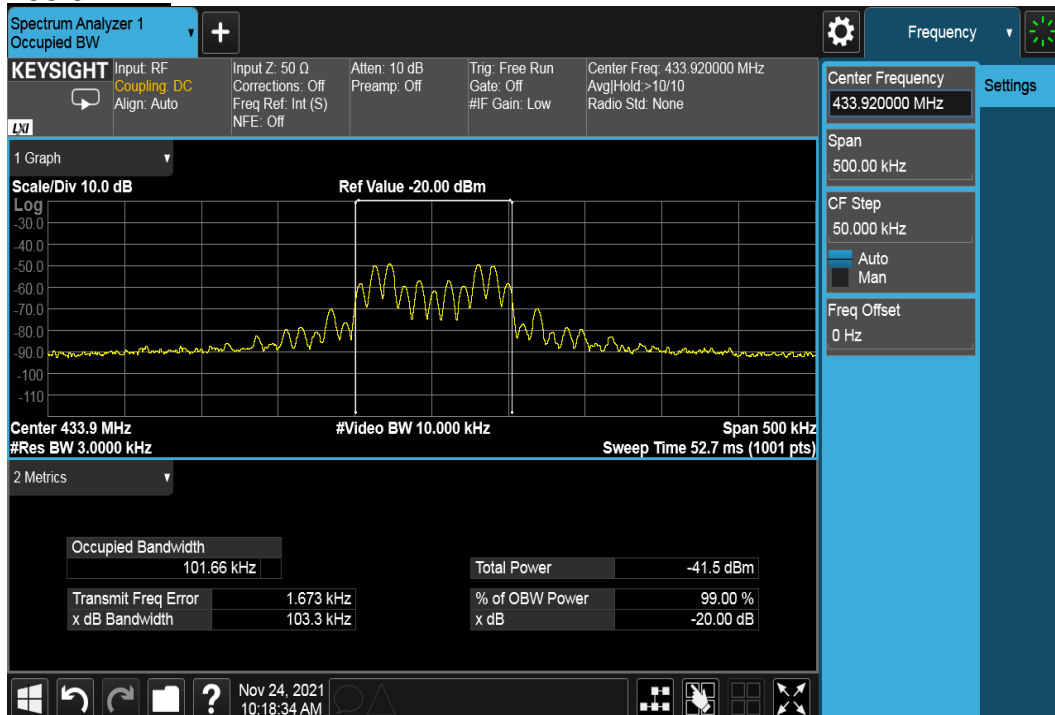 Spectrum Analyzer 1
Occupied BW
+
Frequency
KEYSIGHT
Input: RF
Coupling: DC
Align: Auto
Input Z: 50 Ω
Corrections: Off
Freq Ref: Int (S)
NFE: Off
Atten: 10 dB
Preamp: Off
Trig: Free Run
Gate: Off
#IF Gain: Low
Center Freq: 433.920000 MHz
Avg|Hold:>10/10
Radio Std: None
LXI
Center Frequency
433.920000 MHz
Settings
Span
500.00 kHz
CF Step
50.000 kHz
Auto
Man
Freq Offset
0 Hz
1 Graph
Scale/Div 10.0 dB
Ref Value -20.00 dBm
Log
-30.0
-40.0
-50.0
-60.0
-70.0
-80.0
-90.0
-100
-110
Center 433.9 MHz
#Video BW 10.000 kHz
Span 500 kHz
#Res BW 3.0000 kHz
Sweep Time 52.7 ms (1001 pts)
2 Metrics
Occupied Bandwidth
101.66 kHz
Total Power -41.5 dBm
Transmit Freq Error 1.673 kHz
% of OBW Power 99.00 %
x dB Bandwidth 103.3 kHz
x dB -20.00 dB
?
Nov 24, 2021
10:18:34 AM